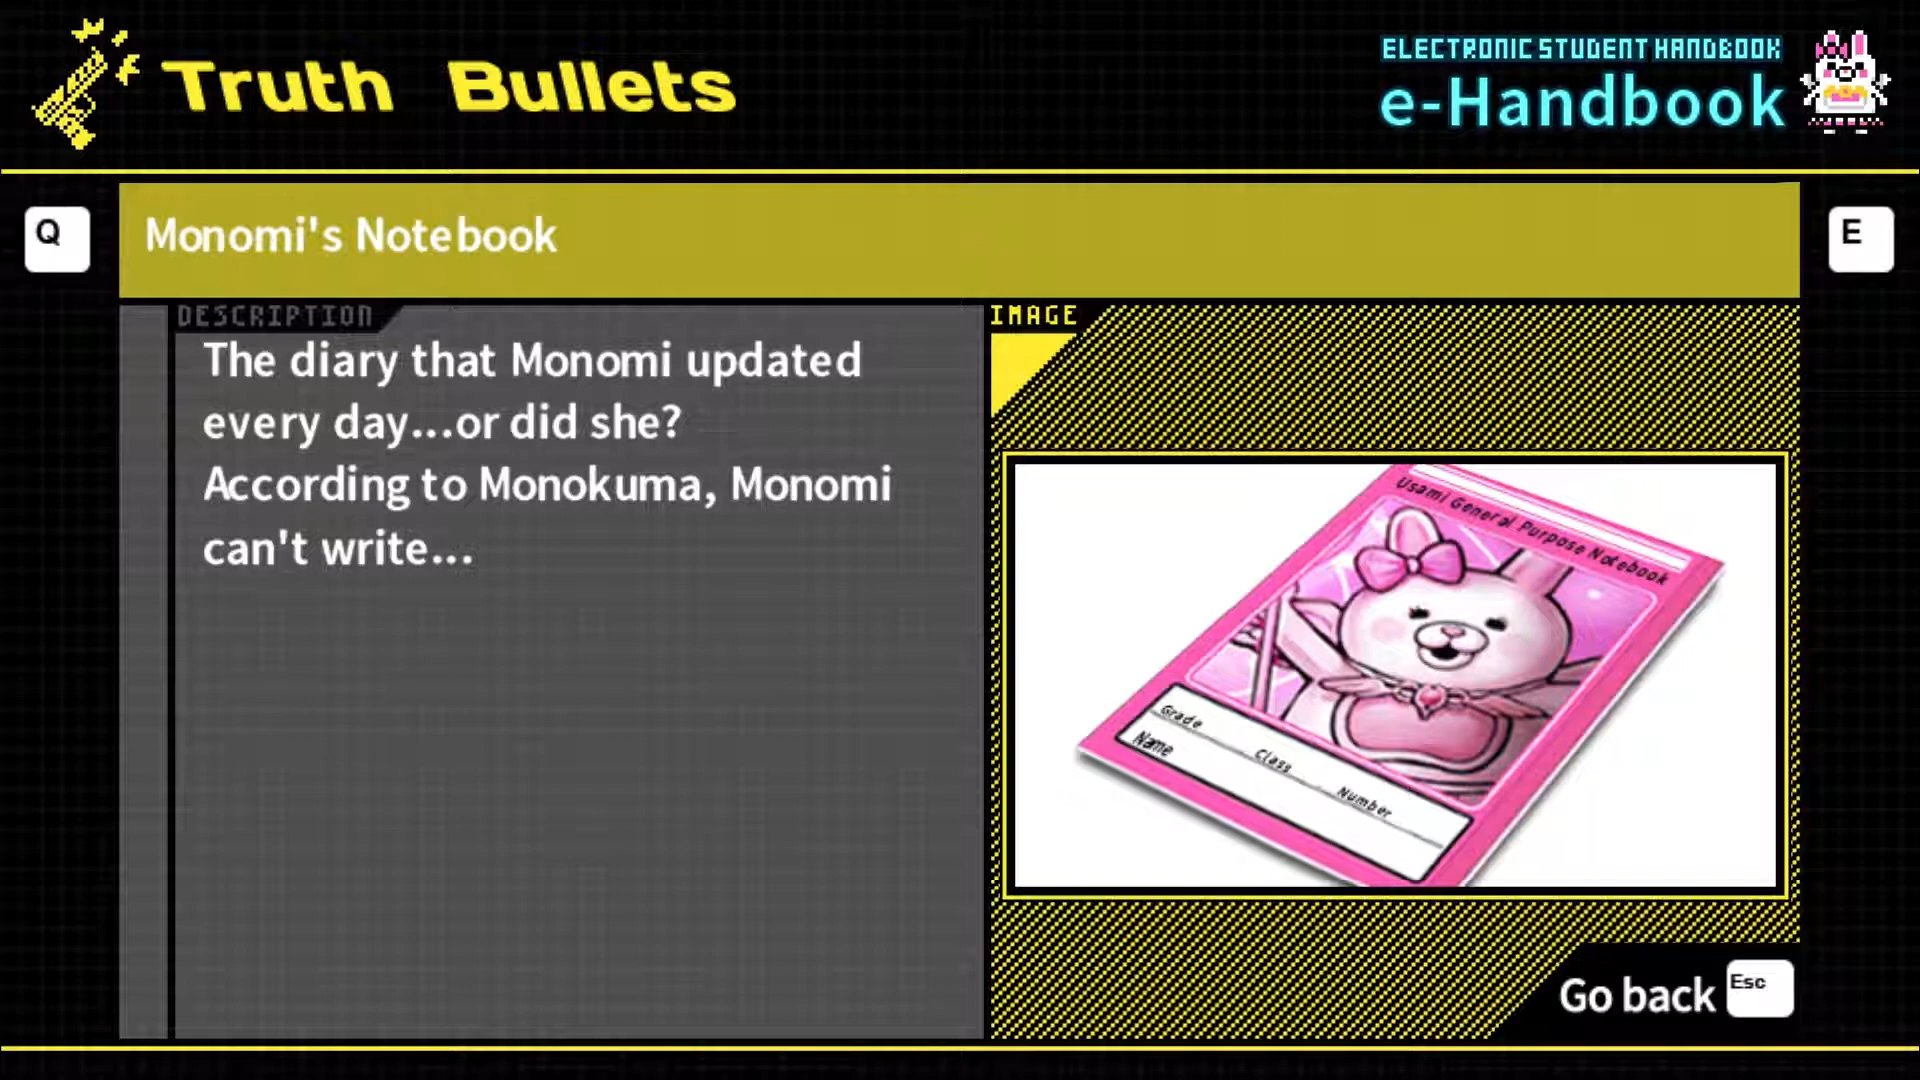 Truth Bullets
ELECTRONIC STUDENT HANDBOOK
e-Handbook
Q
Monomi's Notebook
E
DESCRIPTION
The diary that Monomi updated
every day...or did she?
According to Monokuma, Monomi
can't write...
IMAGE
Usami General Purpose Notebook
Grade
Class
Number
Name
Go back
Esc